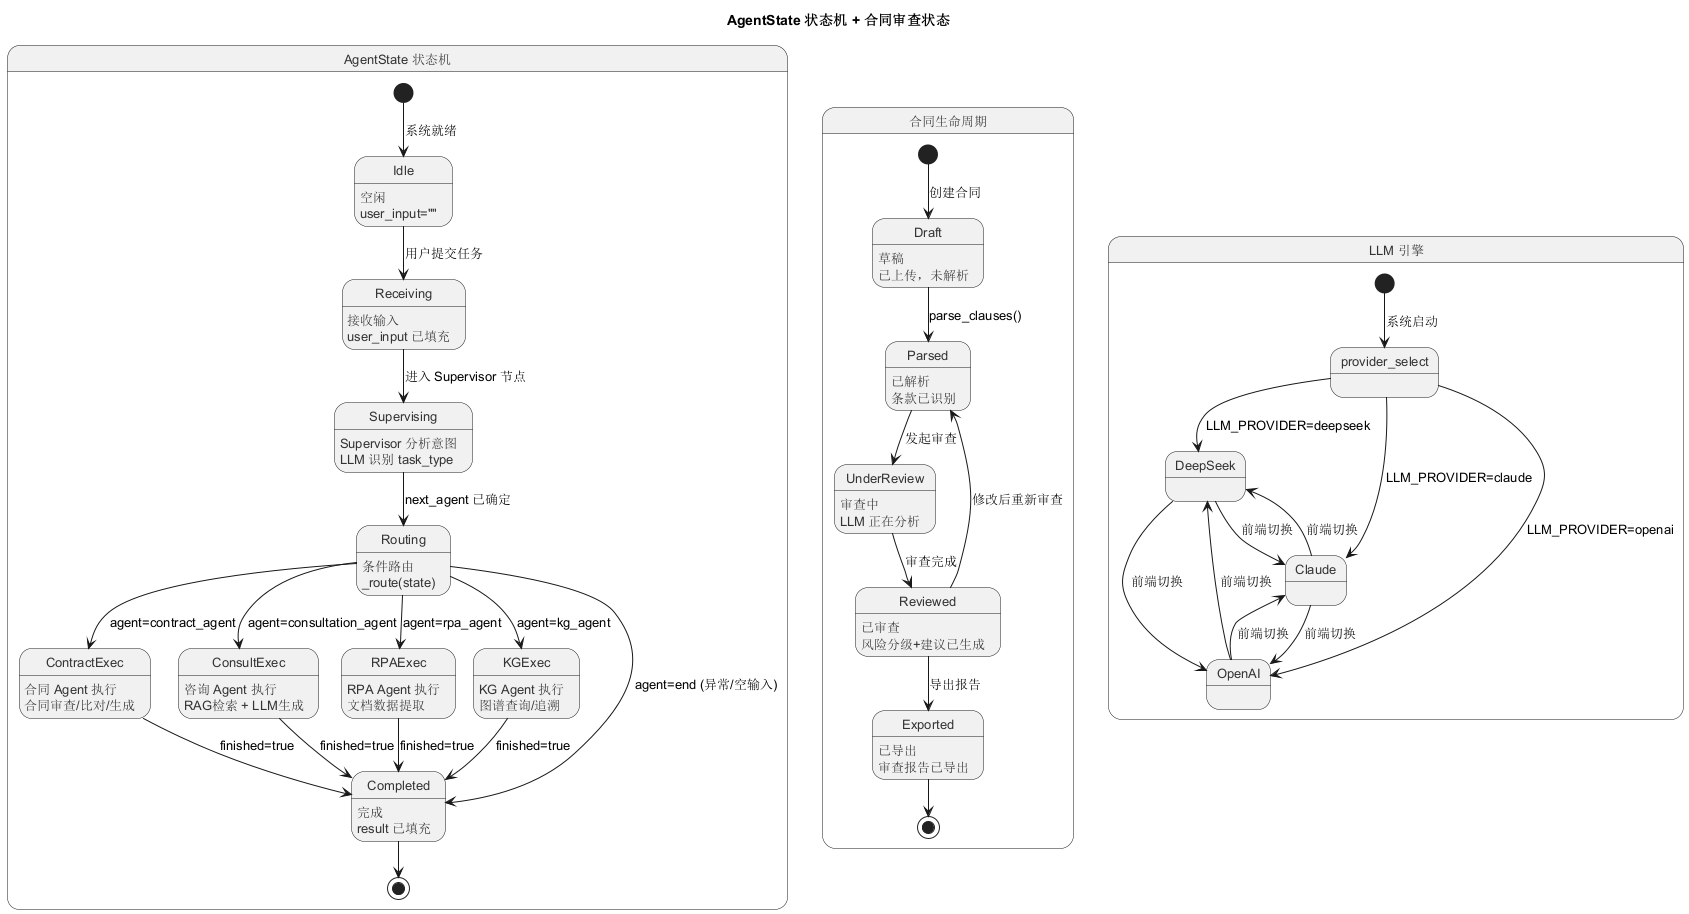 AgentState 状态机 + 合同审查状态
AgentState 状态机
系统就绪
Idle
空闲
user_input=""
用户提交任务
Receiving
接收输入
user_input 已填充
进入 Supervisor 节点
Supervising
Supervisor 分析意图
LLM 识别 task_type
next_agent 已确定
Routing
条件路由
_route(state)
agent=contract_agent
agent=consultation_agent
agent=rpa_agent
agent=kg_agent
agent=end (异常/空输入)
ContractExec
合同 Agent 执行
合同审查/比对/生成
ConsultExec
咨询 Agent 执行
RAG检索 + LLM生成
RPAExec
RPA Agent 执行
文档数据提取
KGExec
KG Agent 执行
图谱查询/追溯
finished=true
finished=true
finished=true
finished=true
Completed
完成
result 已填充
合同生命周期
创建合同
Draft
草稿
已上传，未解析
parse_clauses()
Parsed
已解析
条款已识别
发起审查
UnderReview
审查中
LLM 正在分析
修改后重新审查
审查完成
Reviewed
已审查
风险分级+建议已生成
导出报告
Exported
已导出
审查报告已导出
LLM 引擎
系统启动
provider_select
LLM_PROVIDER=deepseek
LLM_PROVIDER=claude
LLM_PROVIDER=openai
DeepSeek
前端切换
前端切换
Claude
前端切换
前端切换
前端切换
前端切换
OpenAI